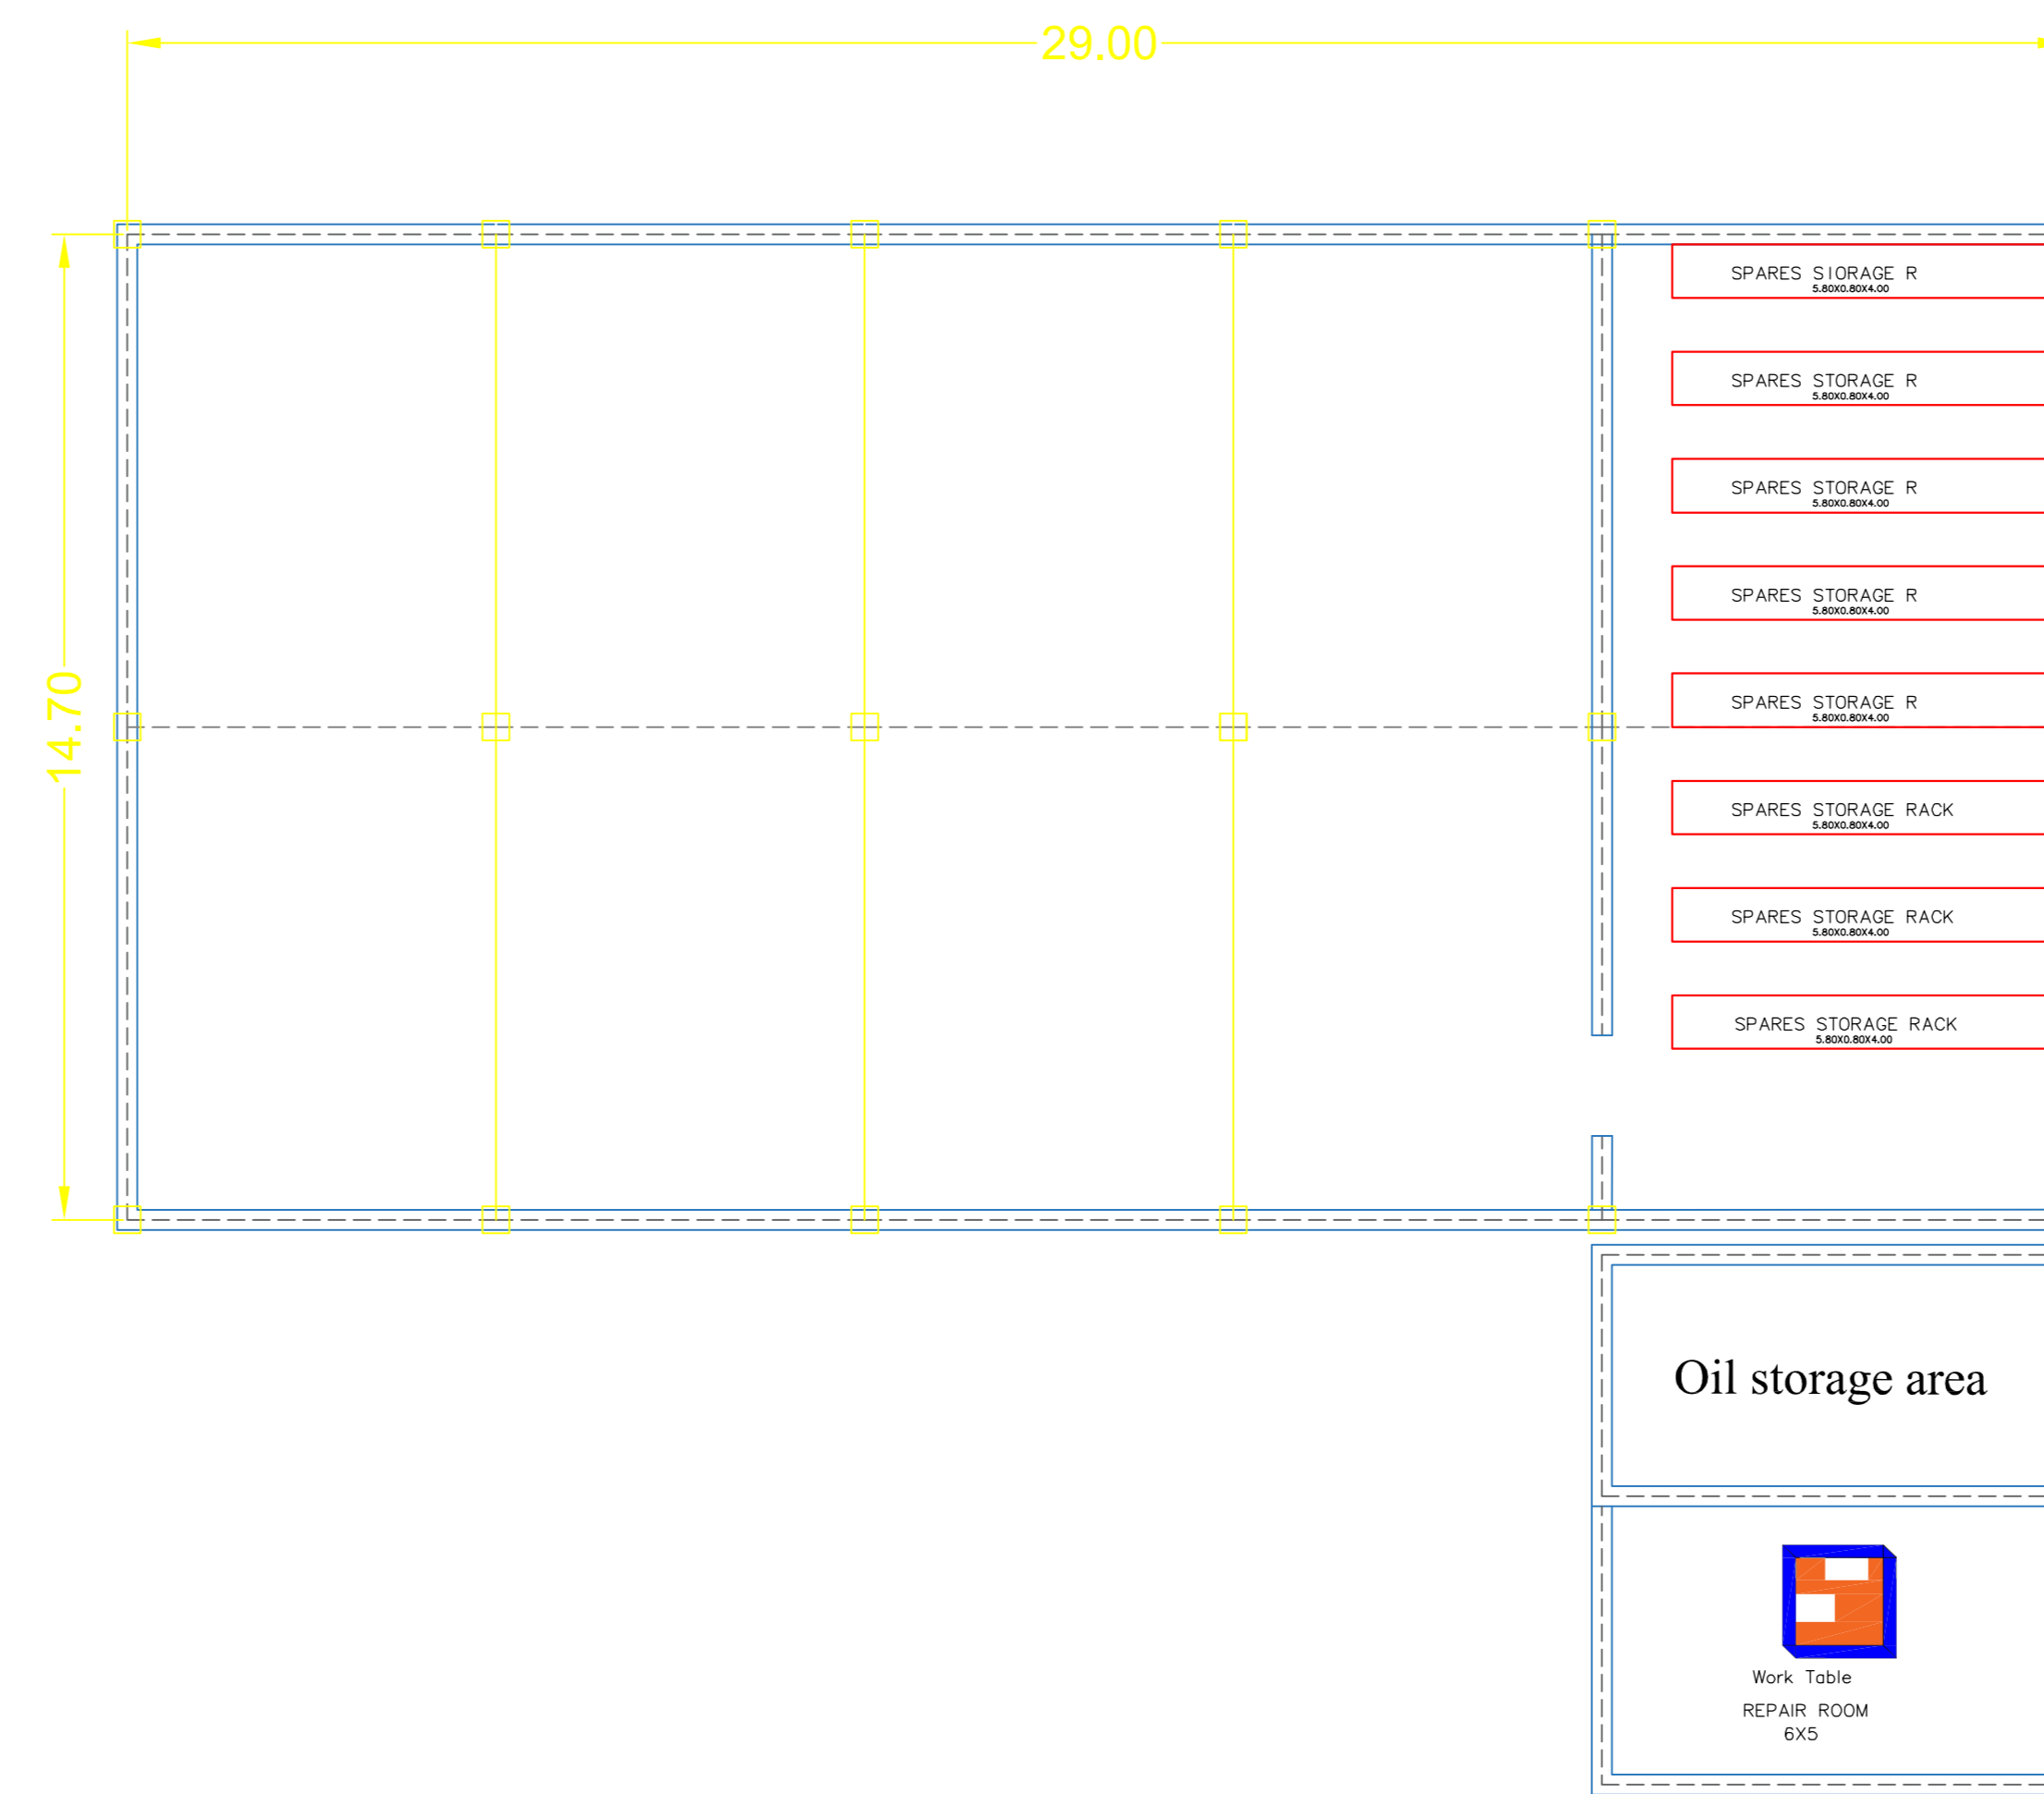 29.00
14.70
SPARES SIORAGE R
5.80X0.80X4.00
SPARES STORAGE R
5.80X0.80X4.00
SPARES STORAGE R
5.80X0.80X4.00
SPARES STORAGE R
5.80X0.80X4.00
SPARES STORAGE R
5.80X0.80X4.00
SPARES STORAGE RACK
5.80X0.80X4.00
SPARES STORAGE RACK
5.80X0.80X4.00
SPARES STORAGE RACK
5.80X0.80X4.00
Oil storage area
Work Table
REPAIR ROOM
6X5